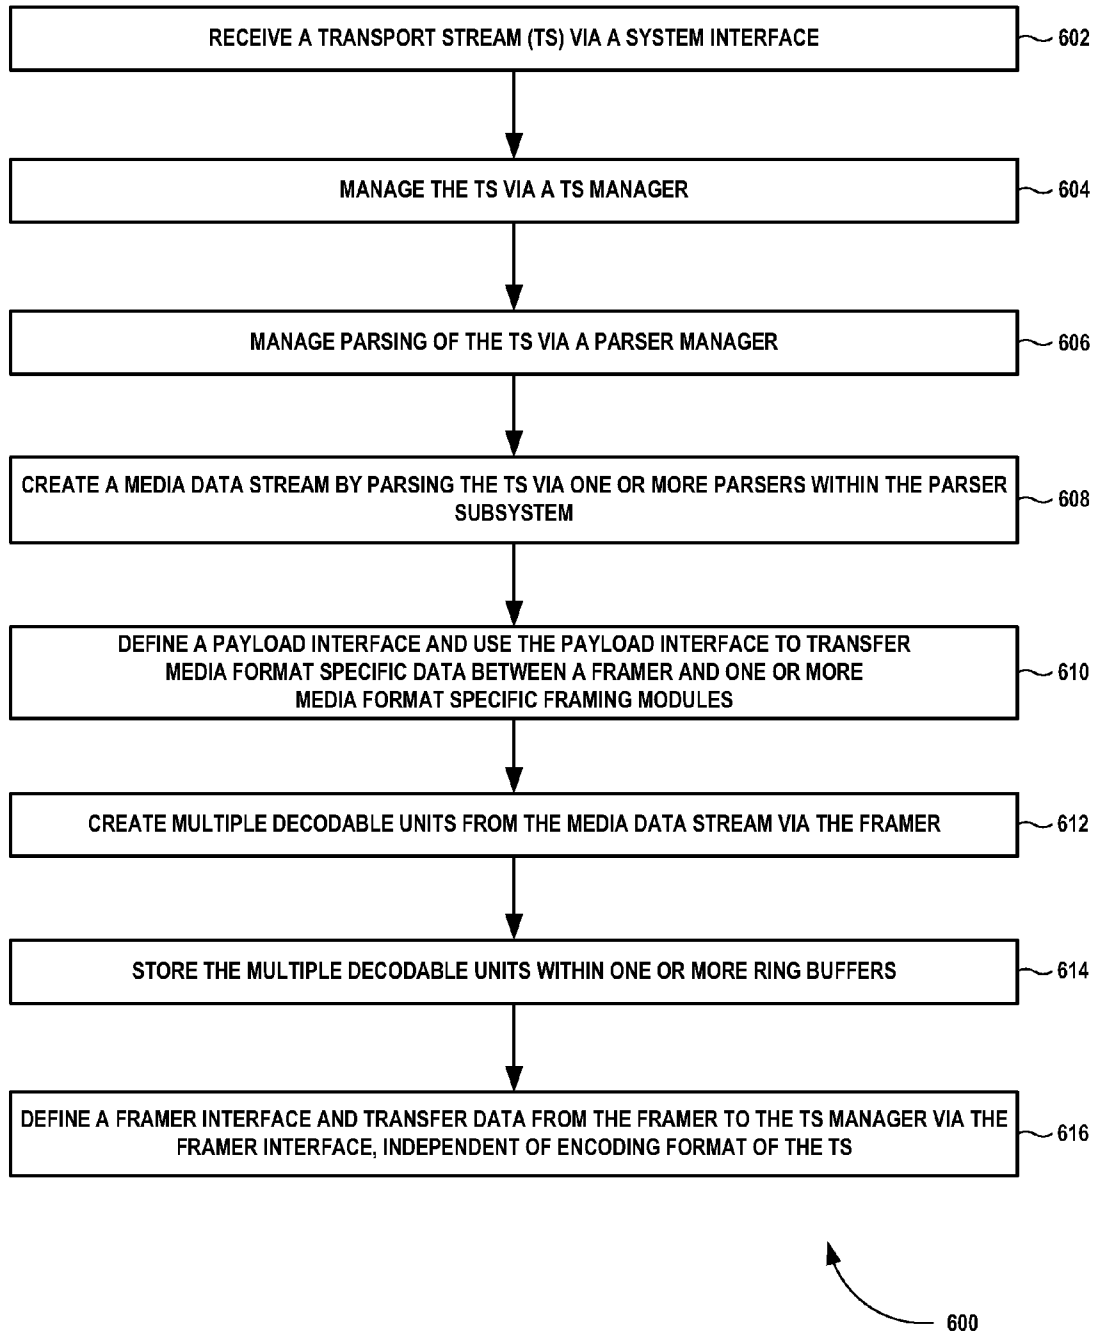 RECEIVE A TRANSPORT STREAM (TS) VIA A SYSTEM INTERFACE
602
MANAGE THE TS VIA A TS MANAGER
604
MANAGE PARSING OF THE TS VIA A PARSER MANAGER
606
CREATE A MEDIA DATA STREAM BY PARSING THE TS VIA ONE OR MORE PARSERS WITHIN THE PARSER
SUBSYSTEM
608
DEFINE A PAYLOAD INTERFACE AND USE THE PAYLOAD INTERFACE TO TRANSFER
MEDIA FORMAT SPECIFIC DATA BETWEEN A FRAMER AND ONE OR MORE
MEDIA FORMAT SPECIFIC FRAMING MODULES
610
CREATE MULTIPLE DECODABLE UNITS FROM THE MEDIA DATA STREAM VIA THE FRAMER
612
STORE THE MULTIPLE DECODABLE UNITS WITHIN ONE OR MORE RING BUFFERS
614
DEFINE A FRAMER INTERFACE AND TRANSFER DATA FROM THE FRAMER TO THE TS MANAGER VIA THE
FRAMER INTERFACE, INDEPENDENT OF ENCODING FORMAT OF THE TS
616
600